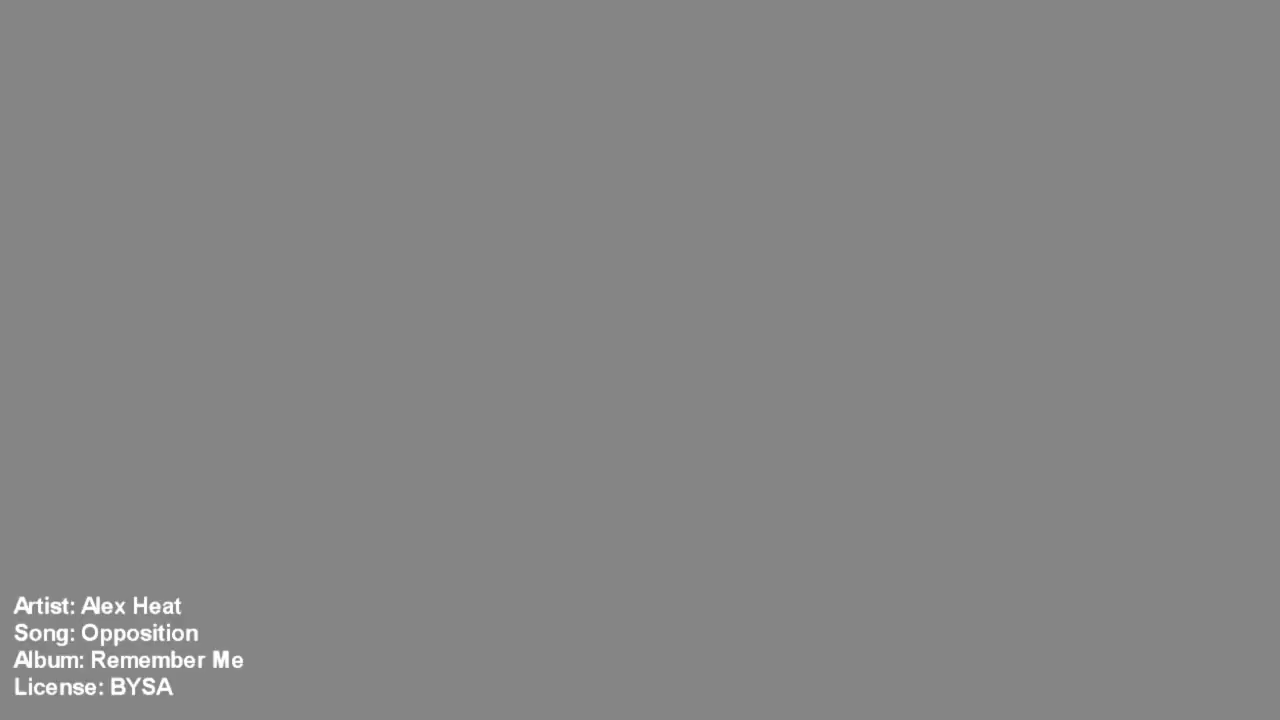 Artist: Alex Heat
Song: Opposition
Album: Remember Me
License: BYSA